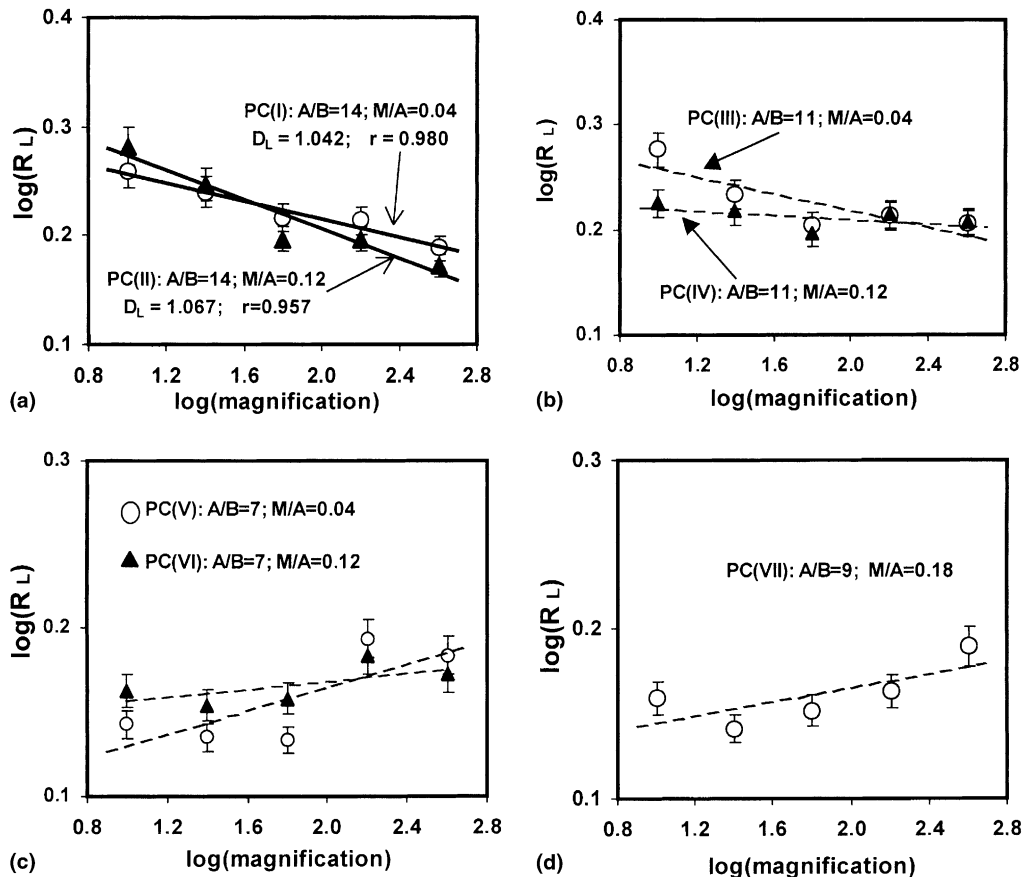 0.4
0.3
0.2
0.1
log(R L)
PC(I): A/B=14; M/A=0.04
D L = 1.042; r = 0.980
PC(II): A/B=14; M/A=0.12
D L = 1.067; r=0.957
0.8 1.2 1.6 2.0 2.4 2.8
(a)
log(magnification)
0.4
0.3
0.2
0.1
log(R L)
PC(III): A/B=11; M/A=0.04
PC(IV): A/B=11; M/A=0.12
0.8 1.2 1.6 2.0 2.4 2.8
(b)
log(magnification)
0.3
0.2
0.1
log(R L)
PC(V): A/B=7; M/A=0.04
PC(VI): A/B=7; M/A=0.12
0.8 1.2 1.6 2.0 2.4 2.8
(c)
log(magnification)
0.3
0.2
0.1
log(R L)
PC(VII): A/B=9; M/A=0.18
0.8 1.2 1.6 2.0 2.4 2.8
(d)
log(magnification)